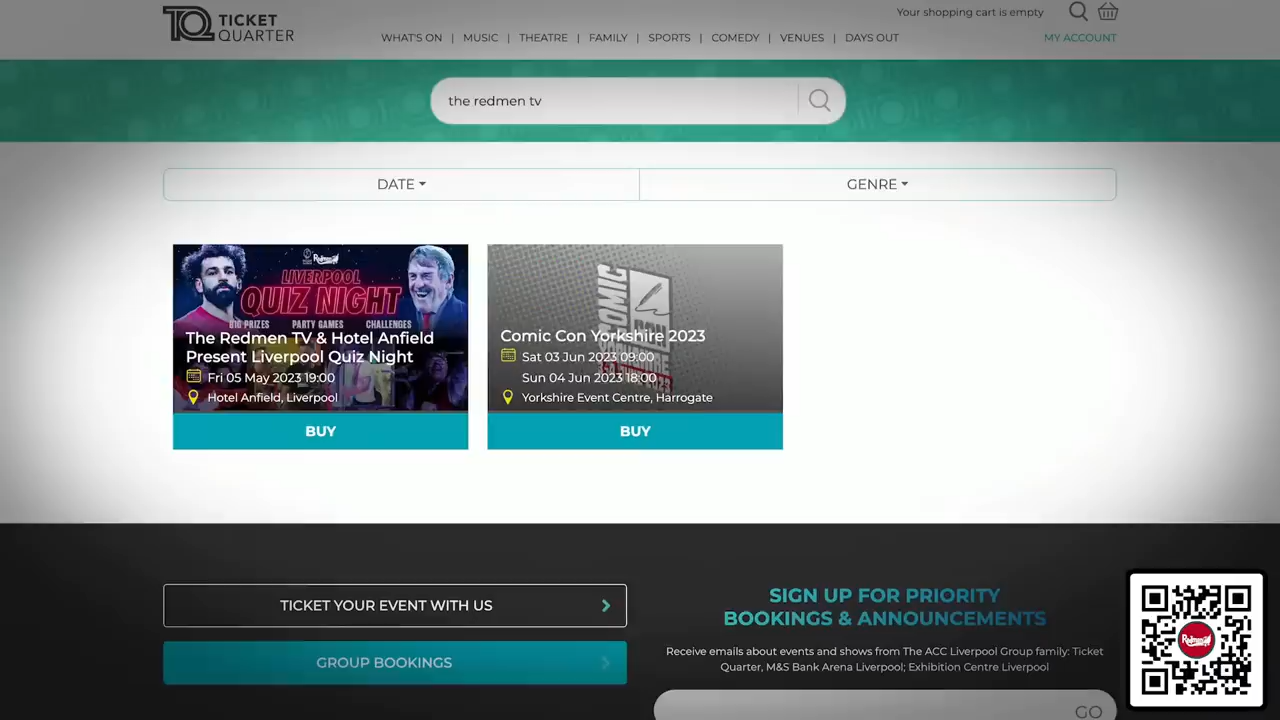 TICKET
QUARTER
Your shopping cart is empty
WHAT'S ON | MUSIC | THEATRE | FAMILY | SPORTS | COMEDY | VENUES | DAYS OUT
MY ACCOUNT
the redmen tv
DATE
GENRE
Redmen
LIVERPOOL
QUIZ NIGHT
BIG PRIZES PARTY GAMES CHALLENGES
The Redmen TV & Hotel Anfield
Present Liverpool Quiz Night
Fri 05 May 2023 19:00
Hotel Anfield, Liverpool
BUY
COMIC
Comic Con Yorkshire 2023
Sat 03 Jun 2023 09:00
Sun 04 Jun 2023 18:00
Yorkshire Event Centre, Harrogate
BUY
TICKET YOUR EVENT WITH US
GROUP BOOKINGS
SIGN UP FOR PRIORITY
BOOKINGS & ANNOUNCEMENTS
Receive emails about events and shows from The ACC Liverpool Group family: Ticket
Quarter, M&S Bank Arena Liverpool; Exhibition Centre Liverpool
GO
Redmen